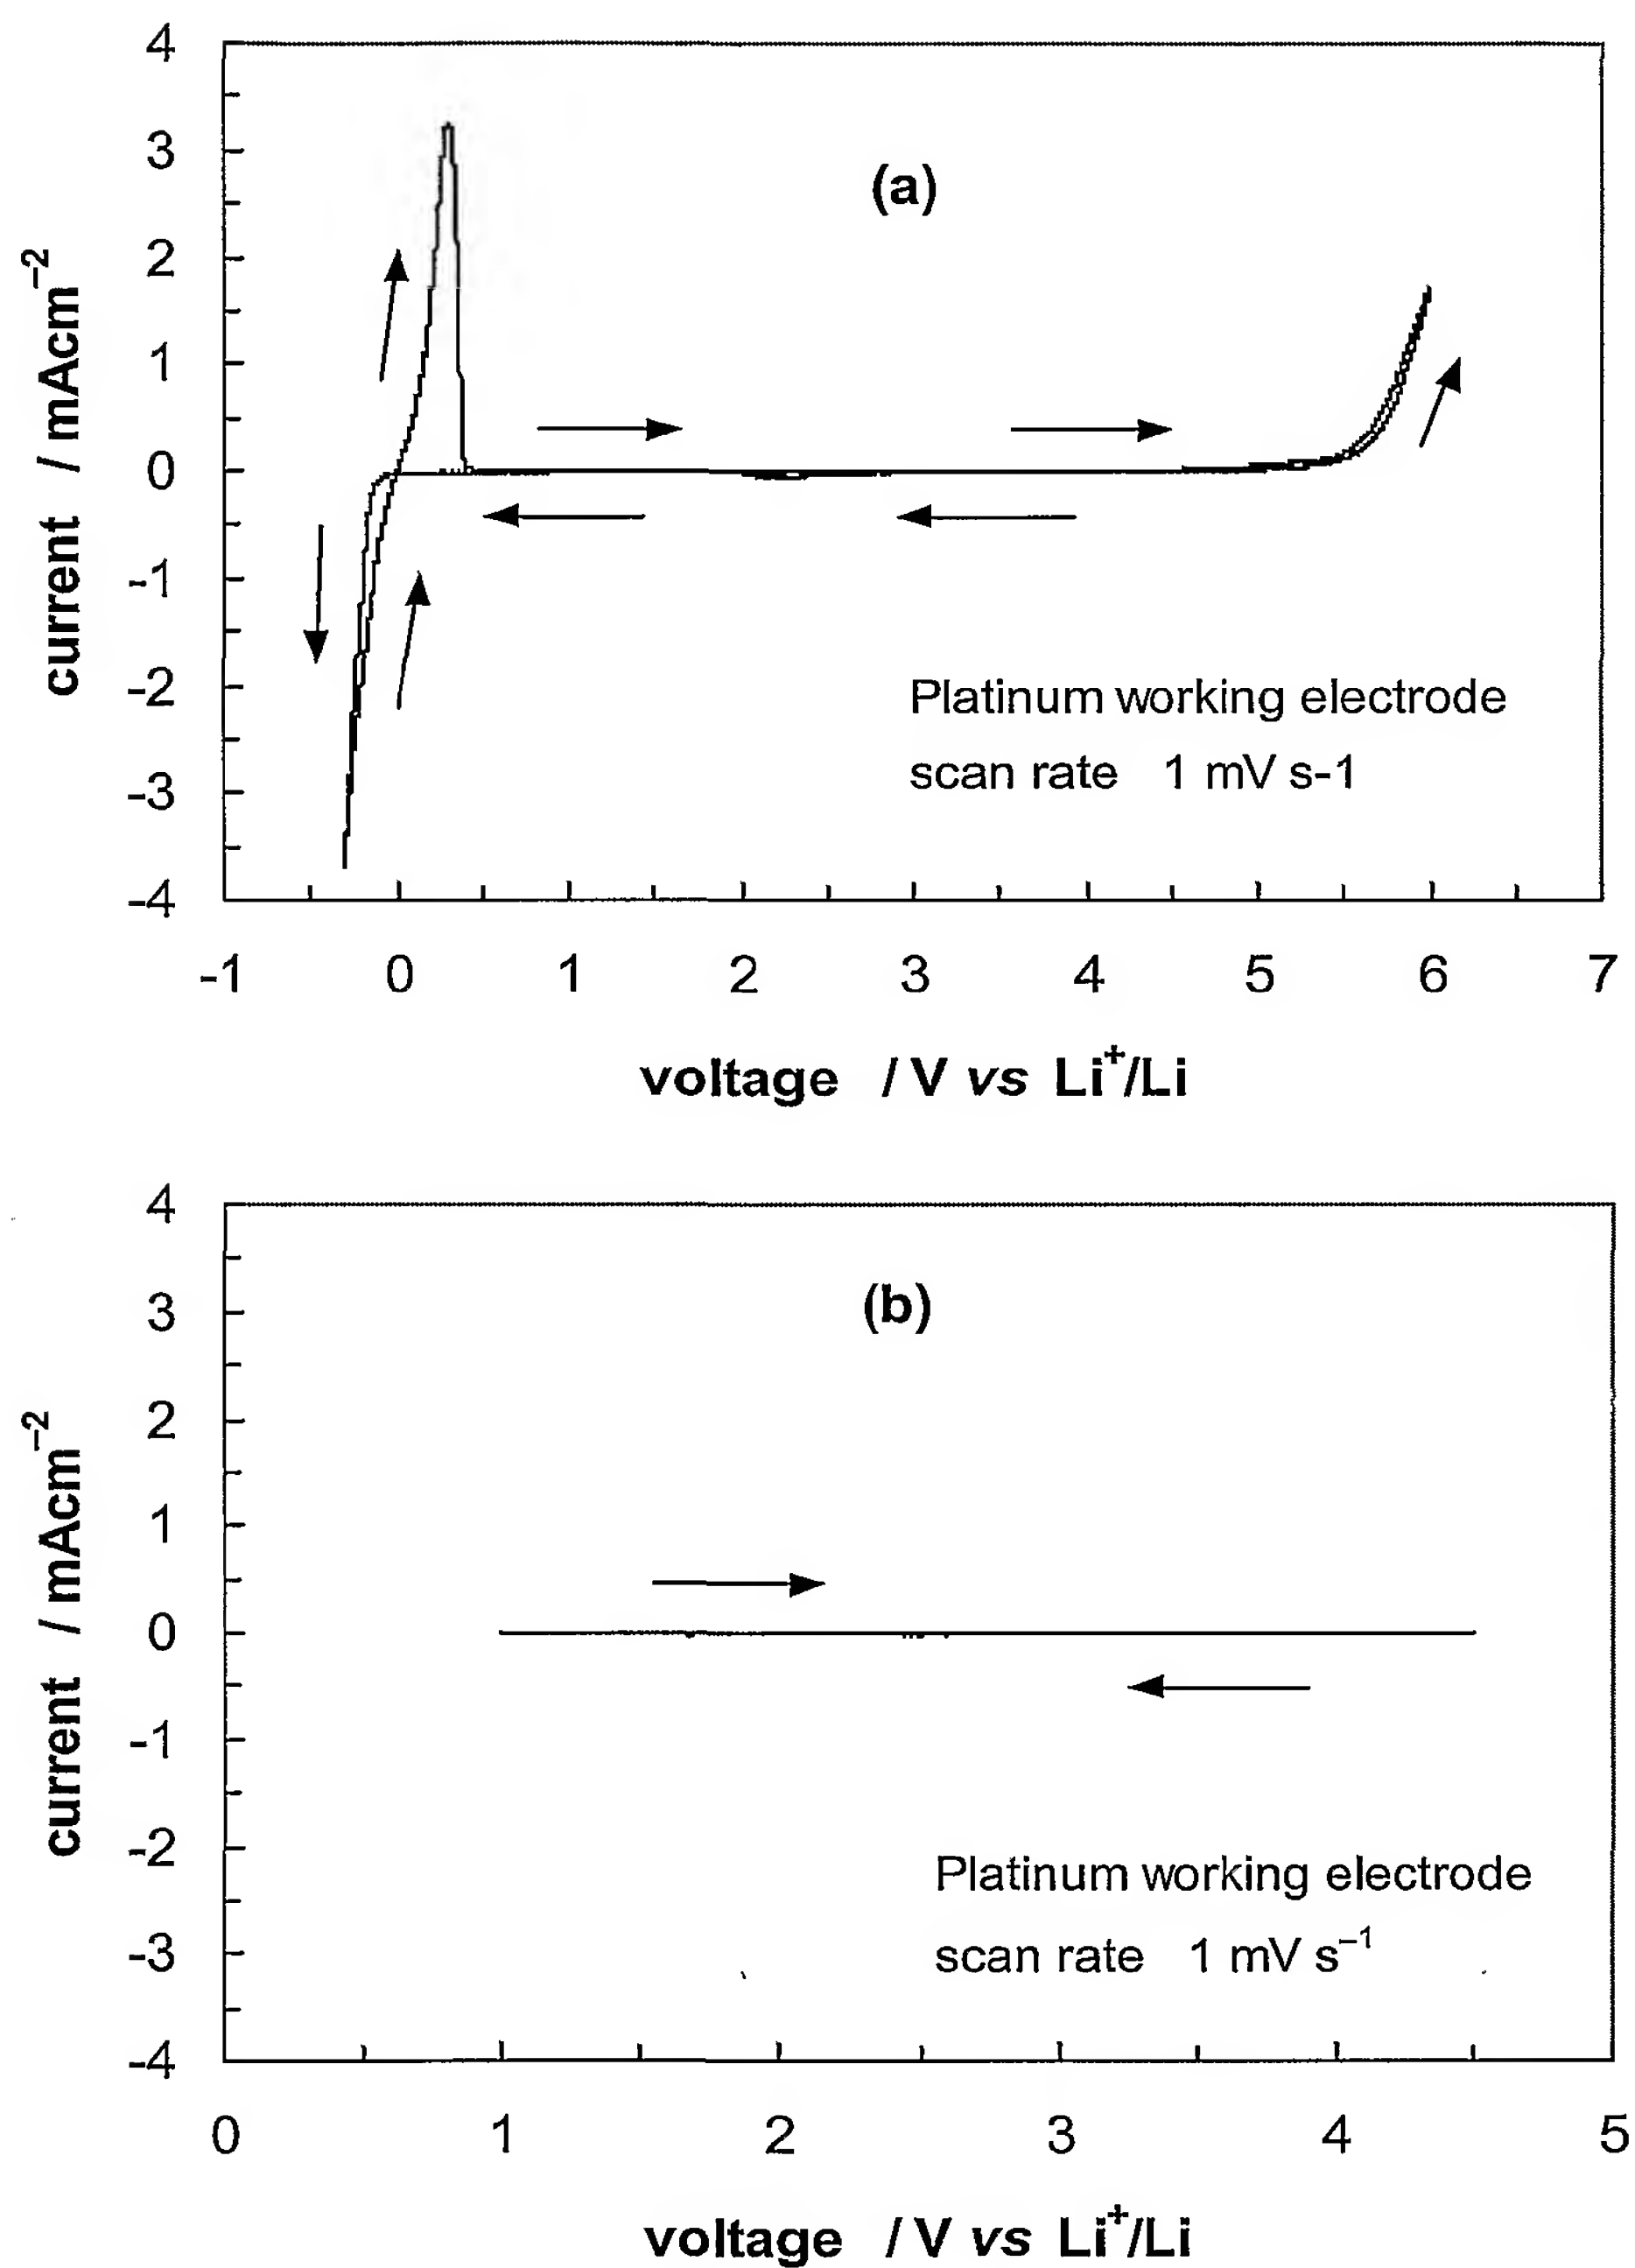 4
3
2
1
0
-1
-2
-3
-4
current / mAcm⁻²
(a)
Platinum working electrode
scan rate 1 mV s-1
-1 0 1 2 3 4 5 6 7
voltage / V vs Li⁺/Li
4
3
2
1
0
-1
-2
-3
-4
current / mAcm⁻²
(b)
Platinum working electrode
scan rate 1 mV s⁻¹
0 1 2 3 4 5
voltage / V vs Li⁺/Li